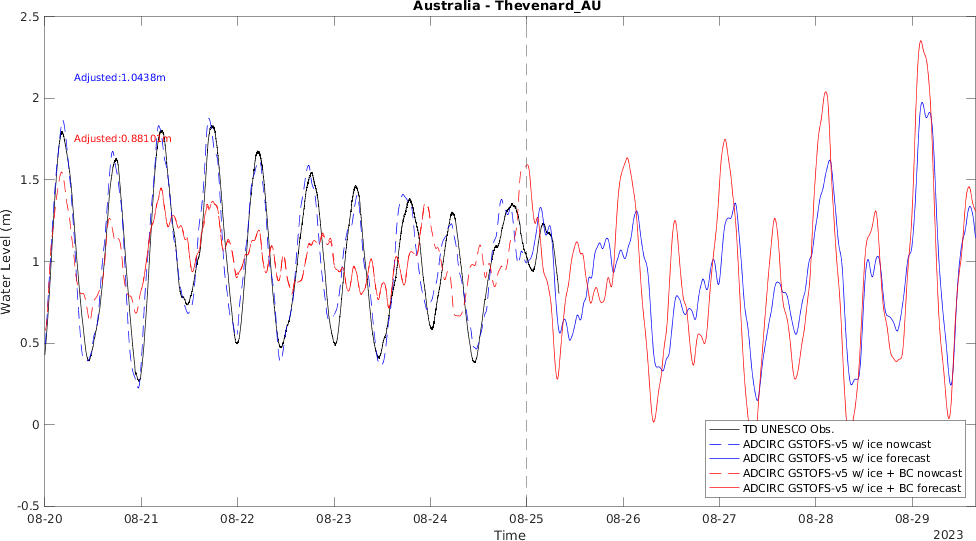 Australia - Thevenard_AU
2.5
2
1.5
1
0.5
0
-0.5
Water Level (m)
Adjusted:1.0438m
08-20
08-21
08-22
08-23
08-24
08-25
08-26
08-27
08-28
08-29
Time
2023
TD UNESCO Obs.
ADCIRC GSTOFS-v5 w/ ice nowcast
ADCIRC GSTOFS-v5 w/ ice forecast
ADCIRC GSTOFS-v5 w/ ice + BC nowcast
ADCIRC GSTOFS-v5 w/ ice + BC forecast